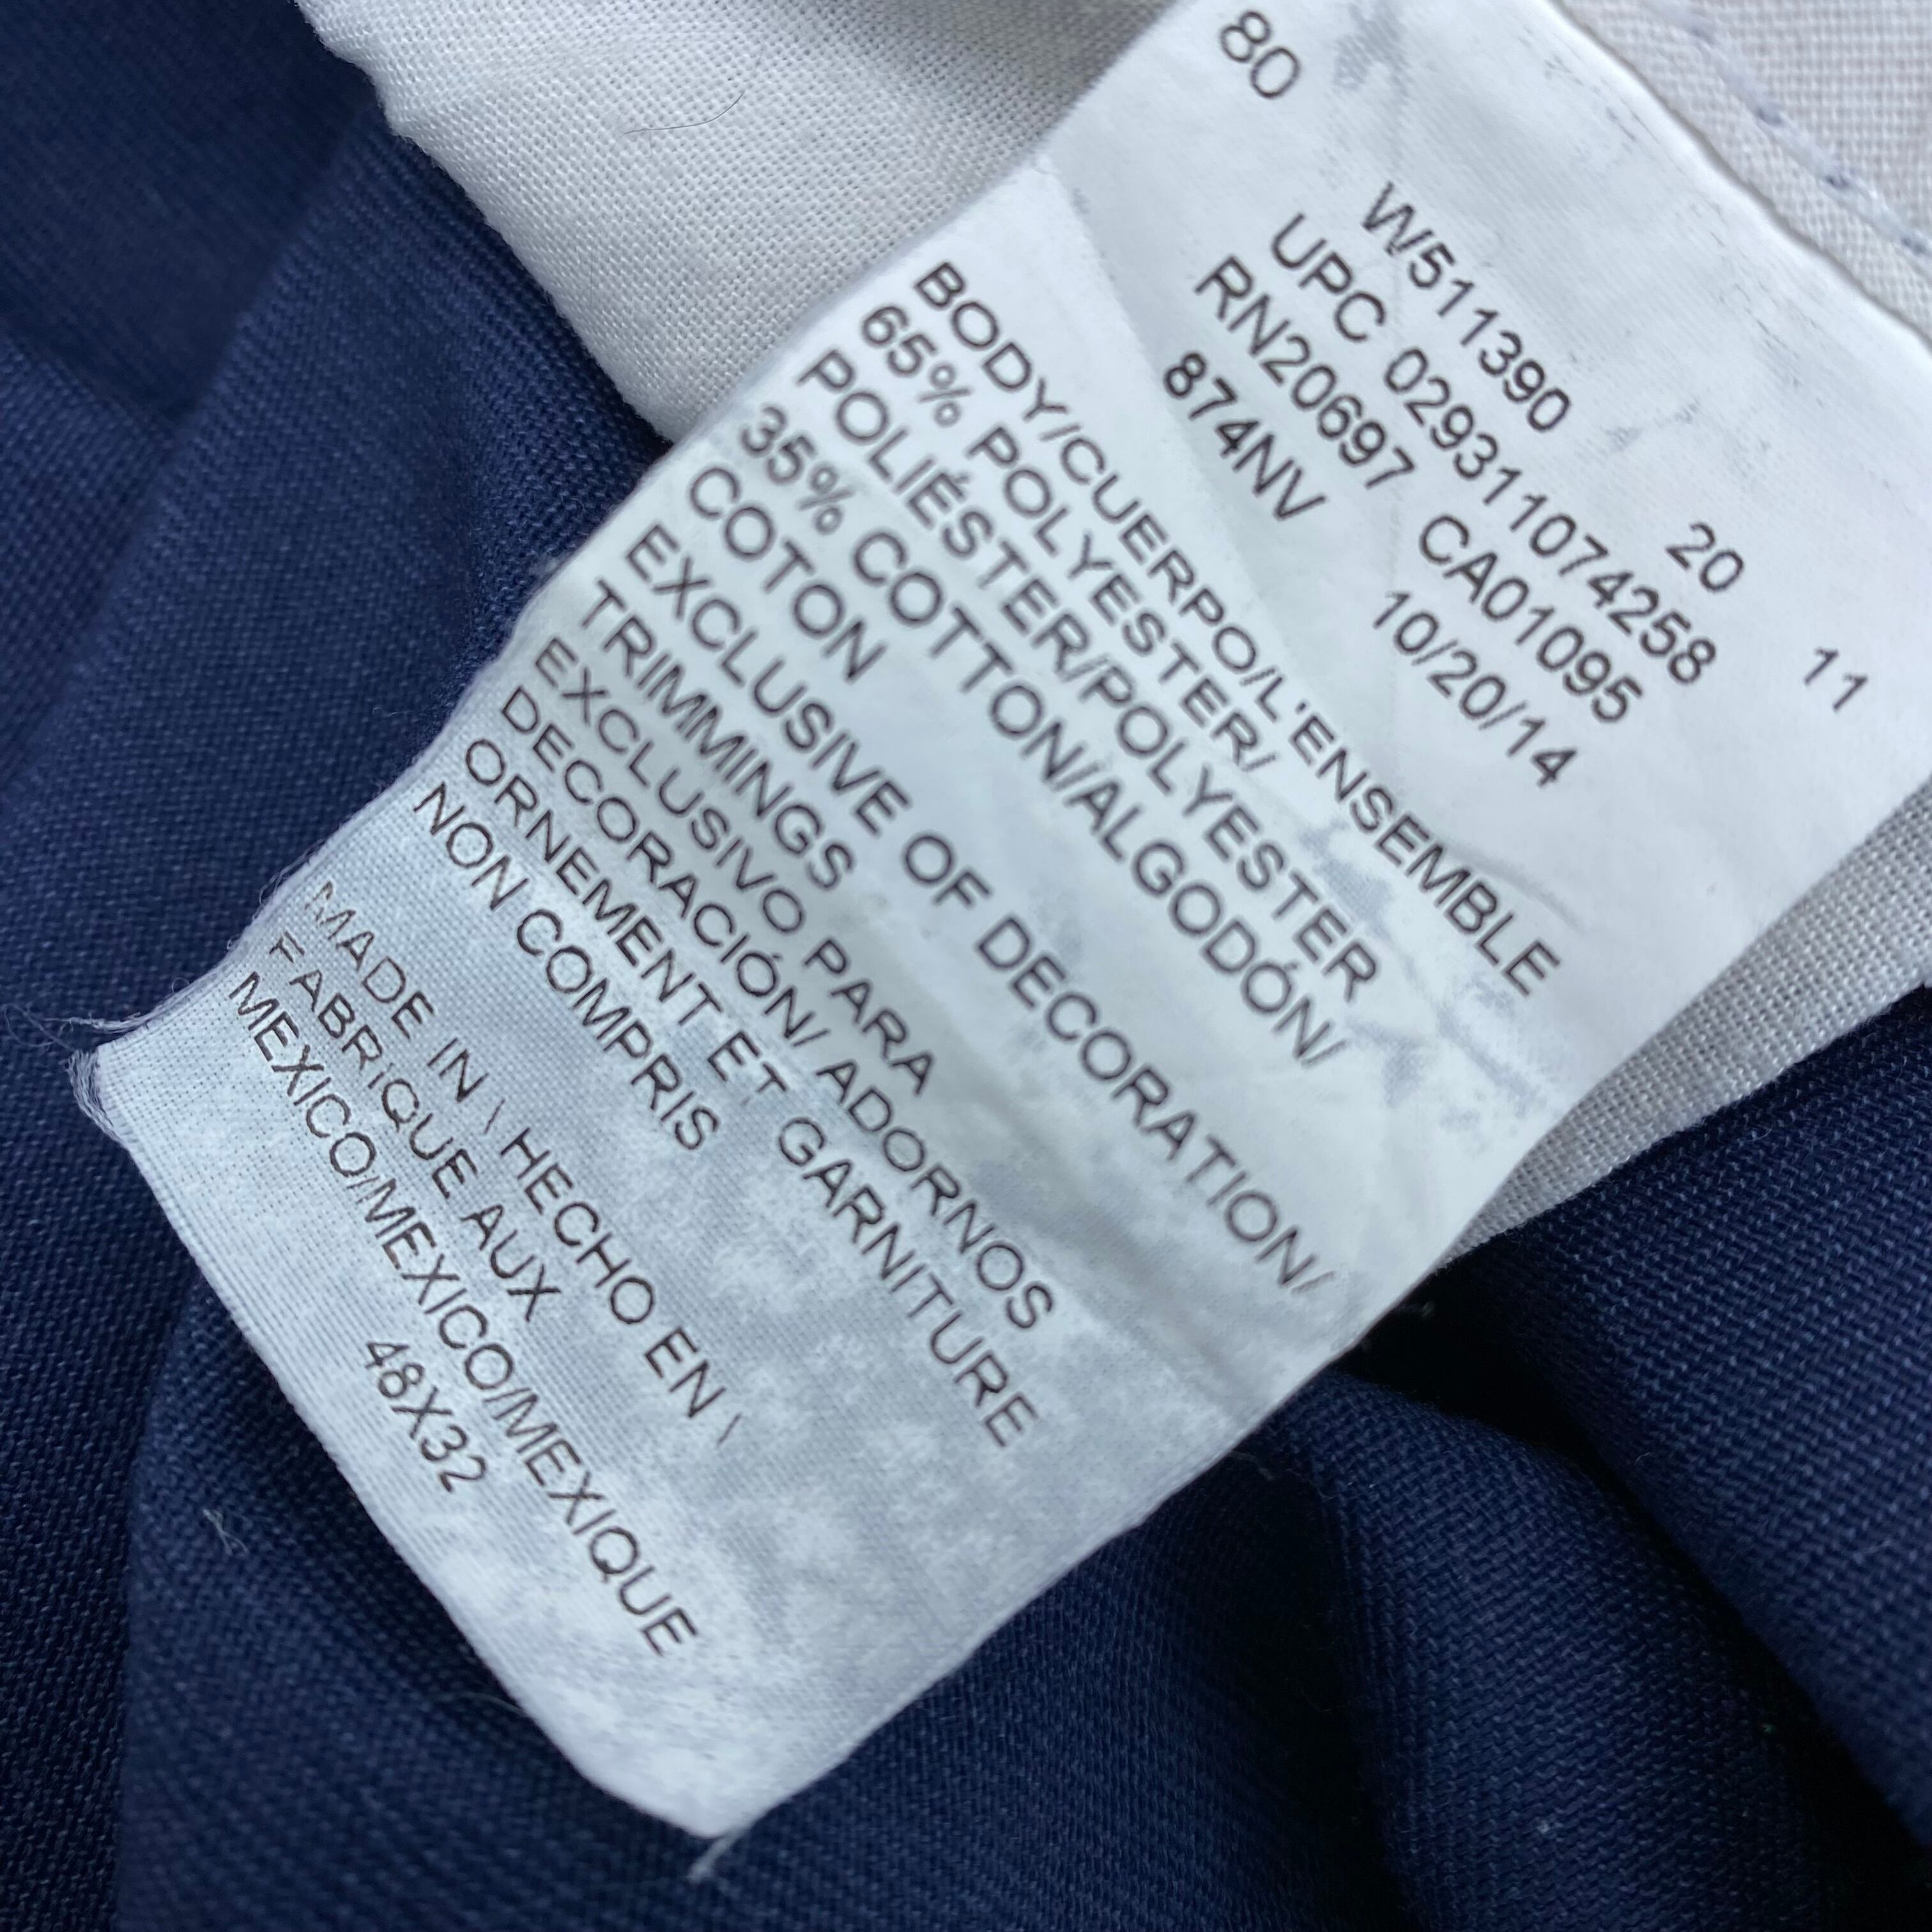 80
W511390 20 11
UPC 029311074258
RN20697 CA01095
874NV 10/20/14
BODY/CUERPO/L'ENSEMBLE
65% POLYESTER/
POLIÉSTER/POLYESTER
35% COTTON/ALGODÓN/
COTON
EXCLUSIVE OF DECORATION/
TRIMMINGS
EXCLUSIVO PARA
DECORACIÓN/ ADORNOS
ORNEMENT ET GARNITURE
NON COMPRIS
MADE IN \ HECHO EN \
FABRIQUE AUX
MEXICO/MEXICO/MEXIQUE
48X32